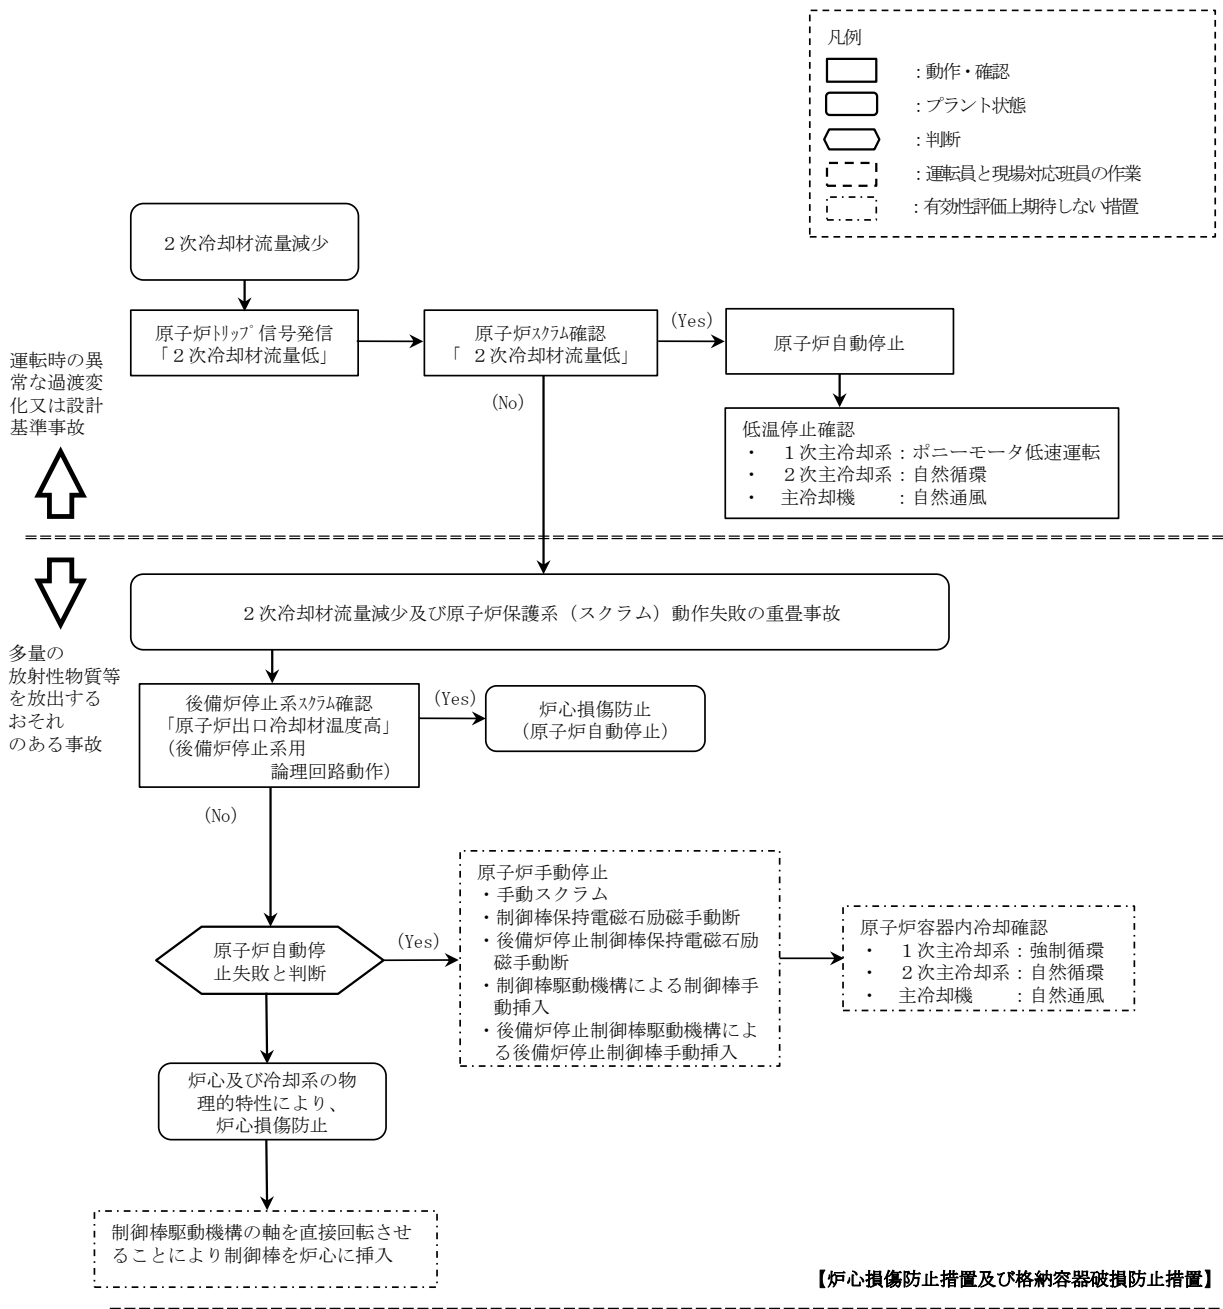 凡例
：動作・確認
：プラント状態
：判断
：運転員と現場対応班員の作業
：有効性評価上期待しない措置
２次冷却材流量減少
原子炉ﾄﾘｯﾌﾟ信号発信
「２次冷却材流量低」
原子炉ｽｸﾗﾑ確認
「 ２次冷却材流量低」
(Yes)
原子炉自動停止
(No)
運転時の異
常な過渡変
化又は設計
基準事故
低温停止確認
・ １次主冷却系：ポニーモータ低速運転
・ ２次主冷却系：自然循環
・ 主冷却機 ：自然通風
２次冷却材流量減少及び原子炉保護系（スクラム）動作失敗の重畳事故
多量の
放射性物質等
を放出する
おそれ
のある事故
後備炉停止系ｽｸﾗﾑ確認
「原子炉出口冷却材温度高」
（後備炉停止系用
論理回路動作）
(Yes)
炉心損傷防止
（原子炉自動停止）
(No)
原子炉自動停
止失敗と判断
(Yes)
原子炉手動停止
・手動スクラム
・制御棒保持電磁石励磁手動断
・後備炉停止制御棒保持電磁石励
磁手動断
・制御棒駆動機構による制御棒手
動挿入
・後備炉停止制御棒駆動機構によ
る後備炉停止制御棒手動挿入
原子炉容器内冷却確認
・ １次主冷却系：強制循環
・ ２次主冷却系：自然循環
・ 主冷却機 ：自然通風
炉心及び冷却系の物
理的特性により、
炉心損傷防止
制御棒駆動機構の軸を直接回転させ
ることにより制御棒を炉心に挿入
【炉心損傷防止措置及び格納容器破損防止措置】